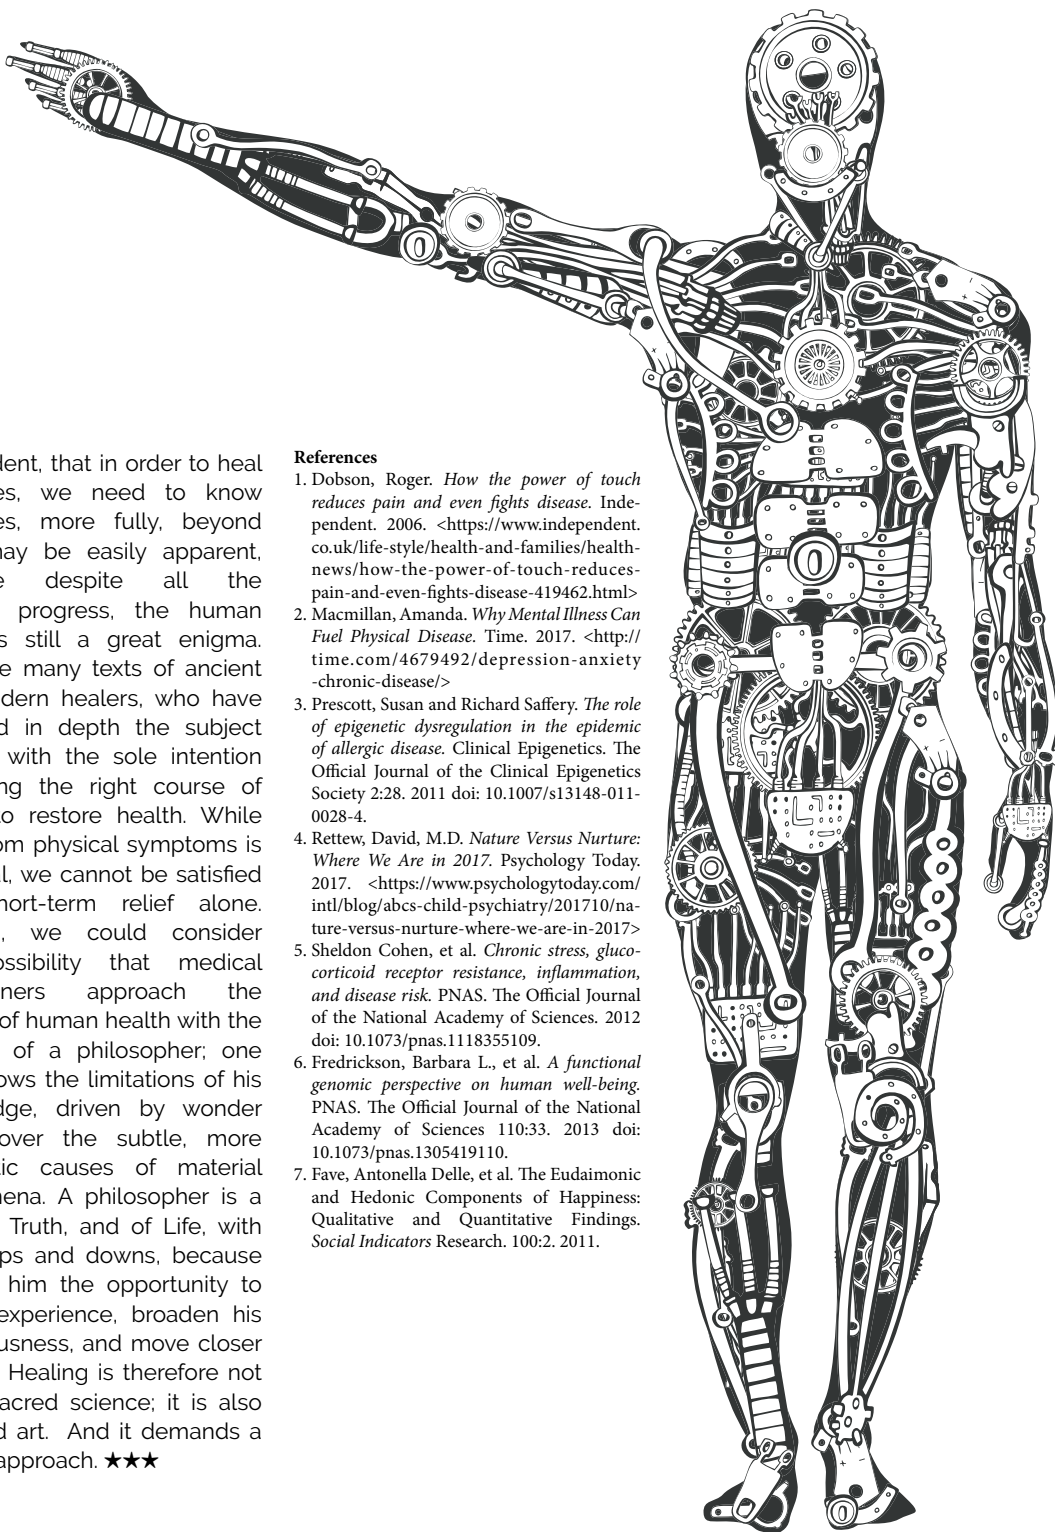 dent, that in order to heal
es, we need to know
es, more fully, beyond
may be easily apparent,
e despite all the
progress, the human
s still a great enigma.
e many texts of ancient
dern healers, who have
d in depth the subject
with the sole intention
ng the right course of
to restore health. While
om physical symptoms is
l, we cannot be satisfied
hort-term relief alone.
, we could consider
ossibility that medical
ners approach the
of human health with the
of a philosopher; one
ows the limitations of his
dge, driven by wonder
over the subtle, more
tic causes of material
nena. A philosopher is a
Truth, and of Life, with
ps and downs, because
him the opportunity to
experience, broaden his
usness, and move closer
Healing is therefore not
acred science; it is also
d art. And it demands a
approach. ★★★
References
1. Dobson, Roger. How the power of touch
reduces pain and even fights disease. Inde-
pendent. 2006. <https://www.independent.
co.uk/life-style/health-and-families/health-
news/how-the-power-of-touch-reduces-
pain-and-even-fights-disease-419462.html>
2. Macmillan, Amanda. Why Mental Illness Can
Fuel Physical Disease. Time. 2017. <http://
time.com/4679492/depression-anxiety
-chronic-disease/>
3. Prescott, Susan and Richard Saffery. The role
of epigenetic dysregulation in the epidemic
of allergic disease. Clinical Epigenetics. The
Official Journal of the Clinical Epigenetics
Society 2:28. 2011 doi: 10.1007/s13148-011-
0028-4.
4. Rettew, David, M.D. Nature Versus Nurture:
Where We Are in 2017. Psychology Today.
2017. <https://www.psychologytoday.com/
intl/blog/abcs-child-psychiatry/201710/na-
ture-versus-nurture-where-we-are-in-2017>
5. Sheldon Cohen, et al. Chronic stress, gluco-
corticoid receptor resistance, inflammation,
and disease risk. PNAS. The Official Journal
of the National Academy of Sciences. 2012
doi: 10.1073/pnas.1118355109.
6. Fredrickson, Barbara L., et al. A functional
genomic perspective on human well-being.
PNAS. The Official Journal of the National
Academy of Sciences 110:33. 2013 doi:
10.1073/pnas.1305419110.
7. Fave, Antonella Delle, et al. The Eudaimonic
and Hedonic Components of Happiness:
Qualitative and Quantitative Findings.
Social Indicators Research. 100:2. 2011.